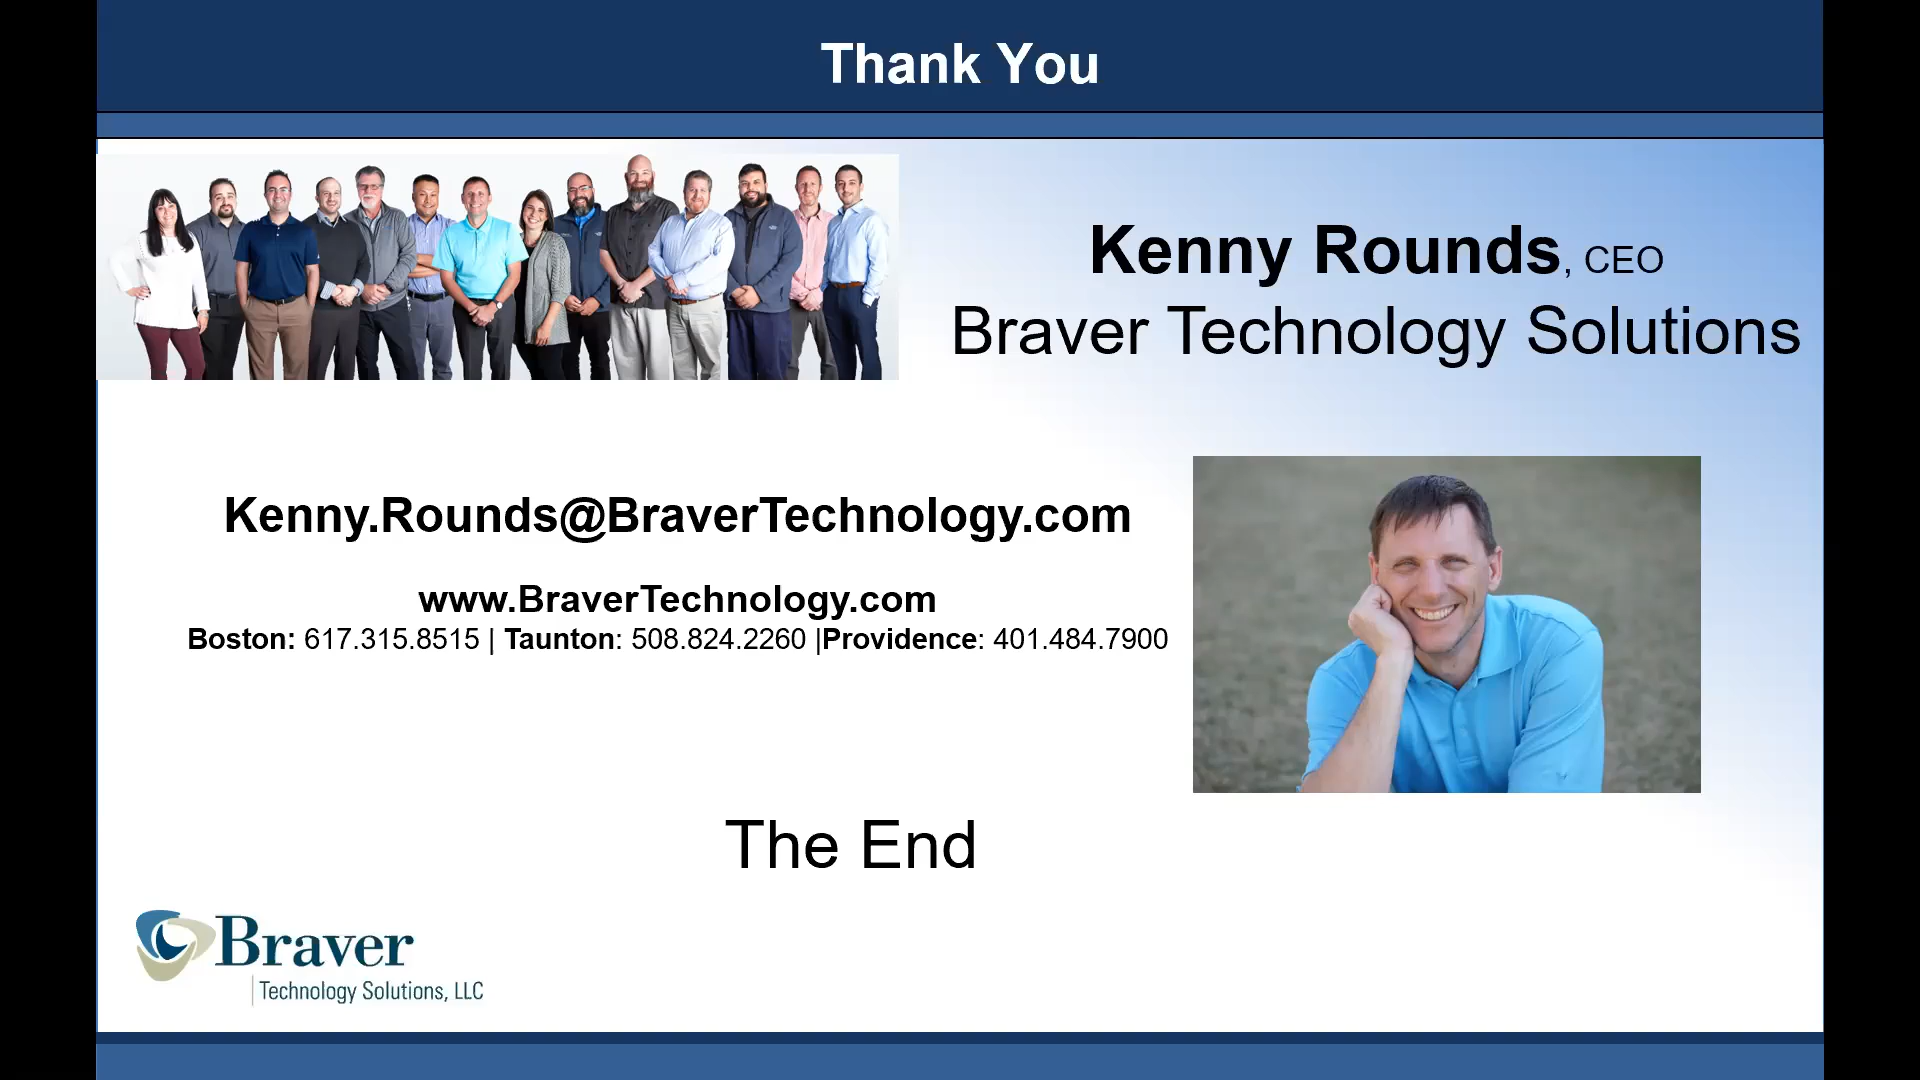 Thank You
Kenny Rounds, CEO
Braver Technology Solutions
Kenny.Rounds@BraverTechnology.com
www.BraverTechnology.com
Boston: 617.315.8515 | Taunton: 508.824.2260 |Providence: 401.484.7900
The End
Braver
Technology Solutions, LLC